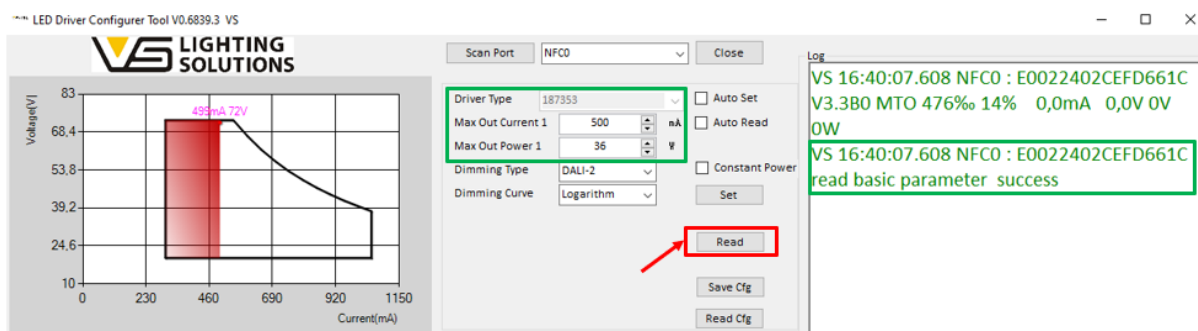 LED Driver Configurer Tool V0.6839.3 VS
VS LIGHTING
SOLUTIONS
Scan Port
NFC0
Close
Log
Voltage[V]
83
68.4
53.8
39.2
24.6
10
499mA 72V
0
230
460
690
920
1150
Current(mA)
Driver Type 187353
Auto Set
Max Out Current 1 500 mA
Auto Read
Max Out Power 1 36 W
Dimming Type DALI-2
Constant Power
Dimming Curve Logarithm
Set
Read
Save Cfg
Read Cfg
VS 16:40:07.608 NFC0 : E0022402CEFD661C
V3.3B0 MTO 476‰ 14% 0,0mA 0,0V 0V
0W
VS 16:40:07.608 NFC0 : E0022402CEFD661C
read basic parameter success